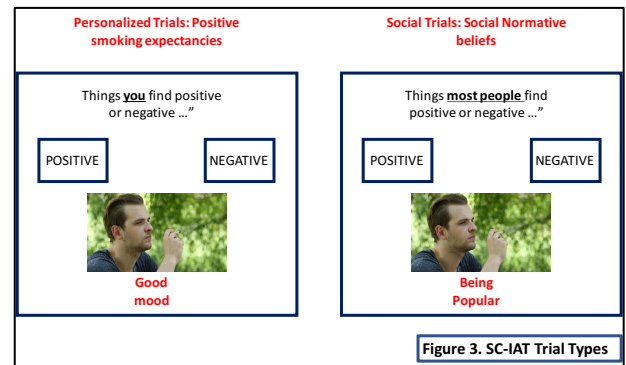 Personalized Trials: Positive
smoking expectancies
Things you find positive
or negative …”
POSITIVE
NEGATIVE
Good
mood
Social Trials: Social Normative
beliefs
Things most people find
positive or negative …”
POSITIVE
NEGATIVE
Being
Popular
Figure 3. SC-IAT Trial Types